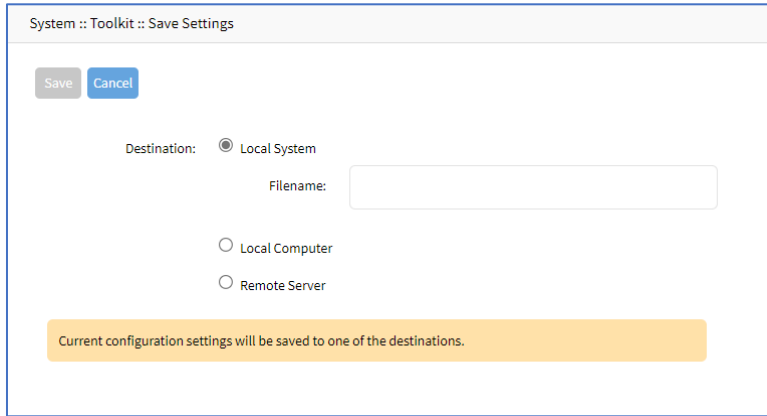 System :: Toolkit :: Save Settings
Save Cancel
Destination: Local System
Filename:
Local Computer
Remote Server
Current configuration settings will be saved to one of the destinations.